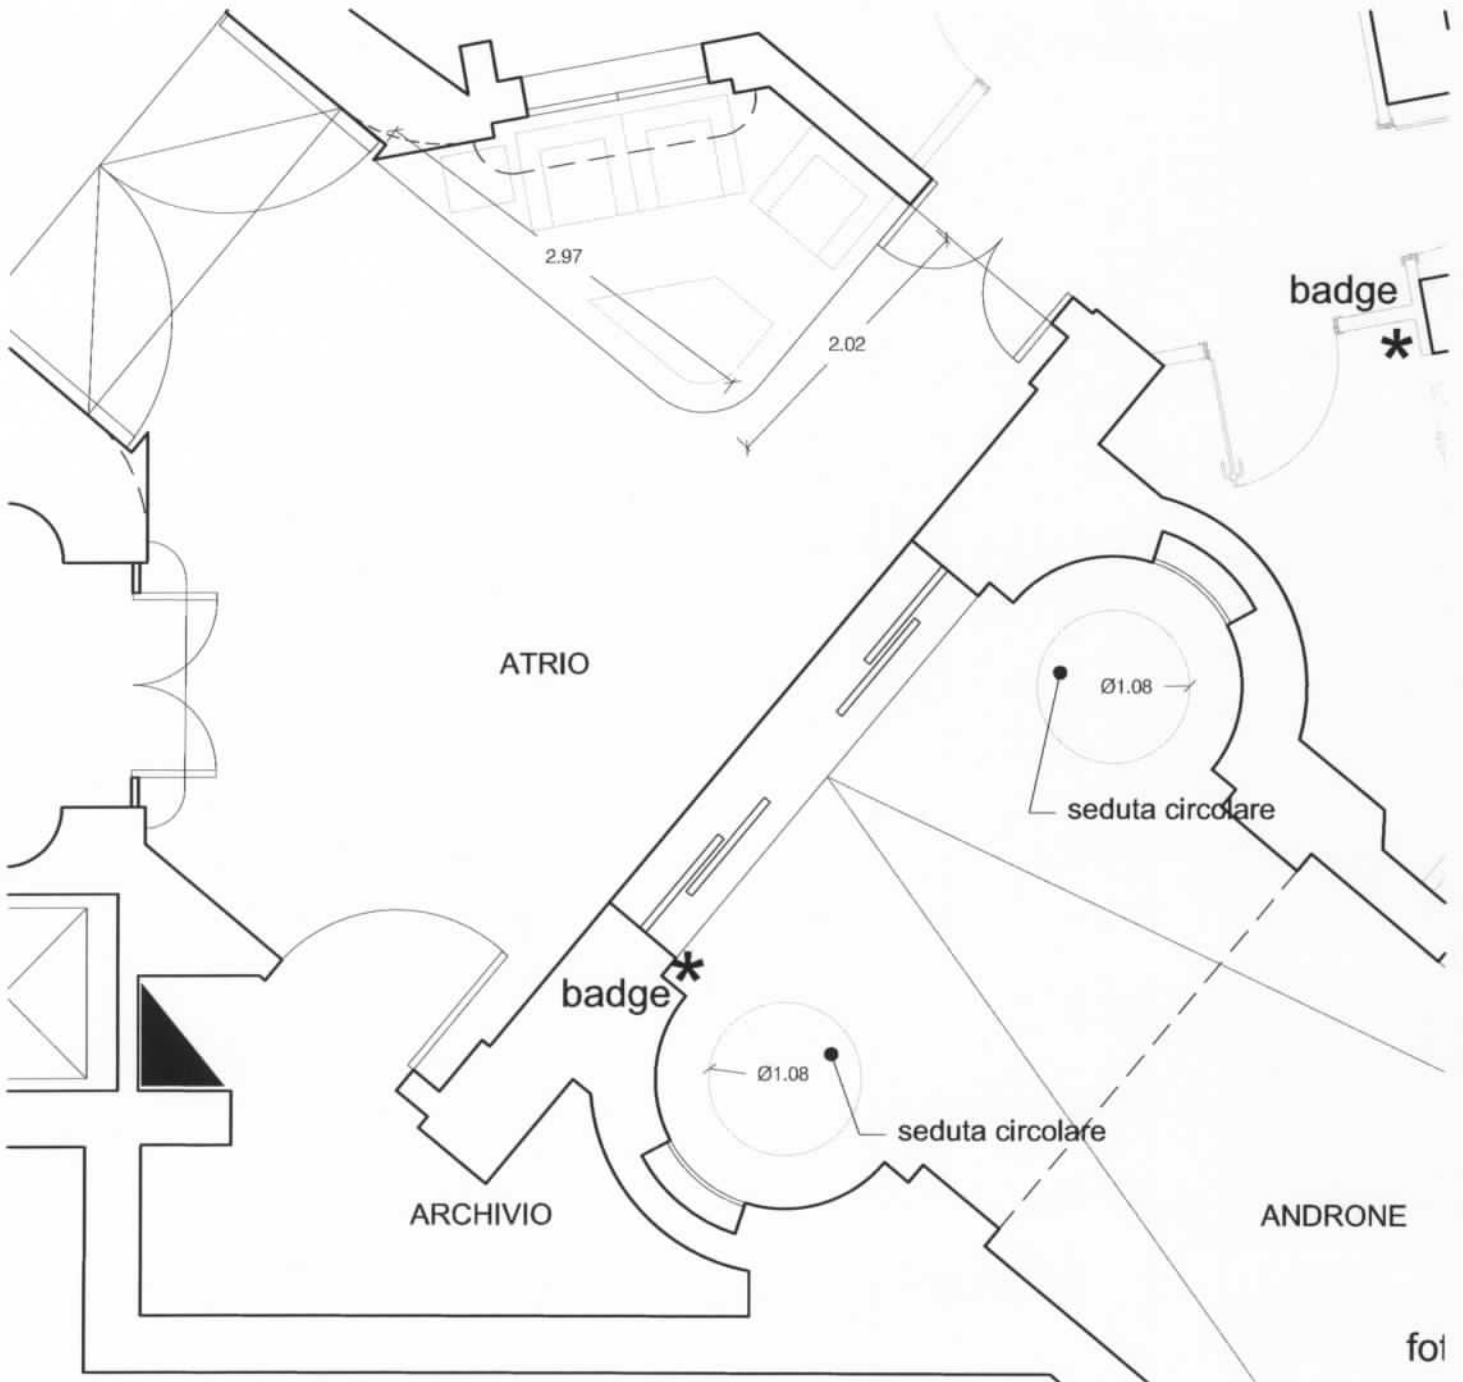 2.97
badge
*
2.02
ATRIO
Ø1.08
seduta circolare
*
badge
Ø1.08
seduta circolare
ARCHIVIO
ANDRONE